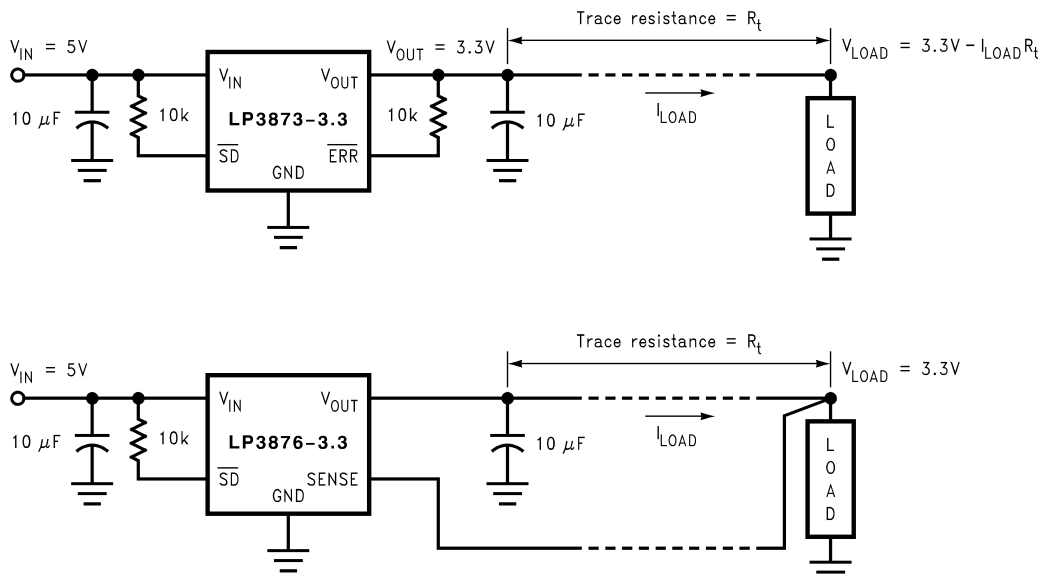 Trace resistance = Rt
VIN = 5V
VOUT = 3.3V
VLOAD = 3.3V - ILOADRt
VIN
VOUT
10 μF
10k
LP3873-3.3
10k
10 μF
ILOAD
SD
ERR
GND
LOAD
Trace resistance = Rt
VIN = 5V
VLOAD = 3.3V
VIN
VOUT
10 μF
10k
LP3876-3.3
10 μF
ILOAD
SD
SENSE
GND
LOAD